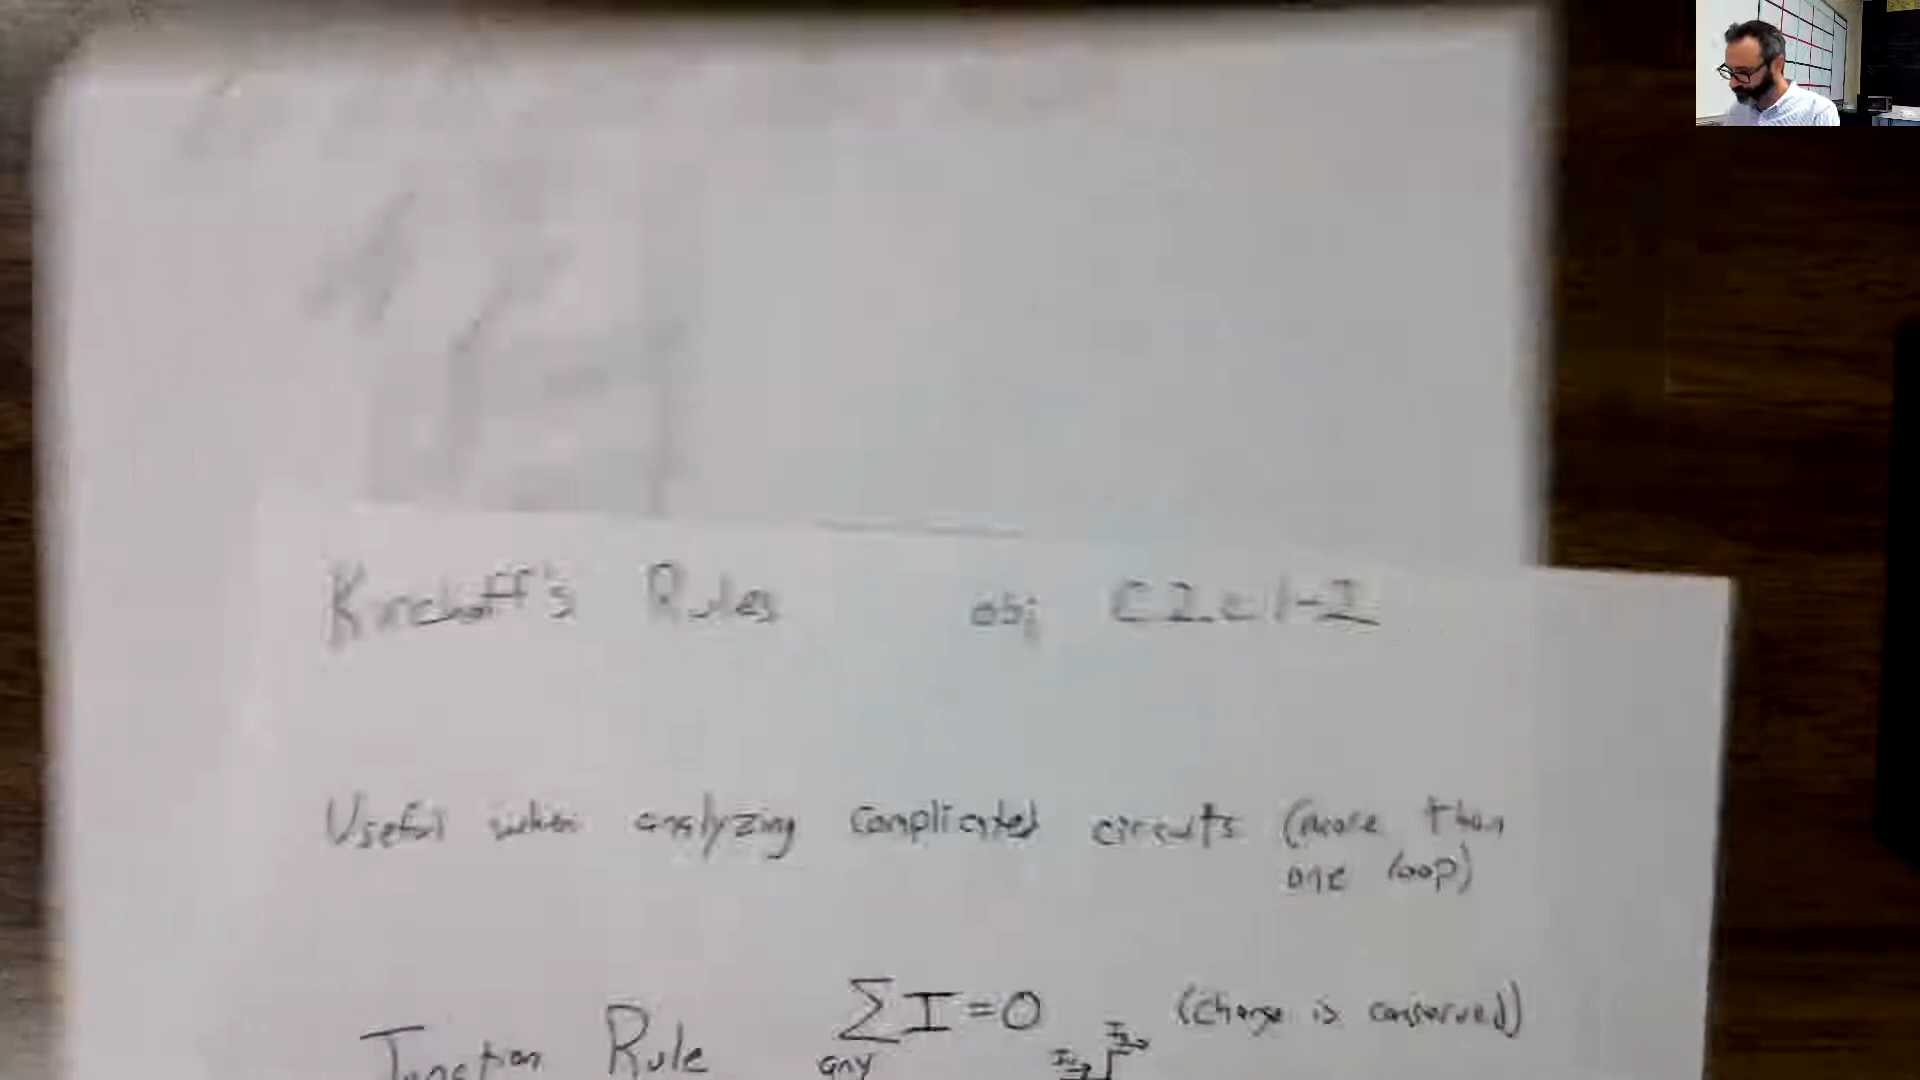 Kirchoff's Rules obj C2.c 1-2
Useful when analyzing complicated circuits (more than
one loop)
Junction Rule ∑I=0 (charge is conserved)
any